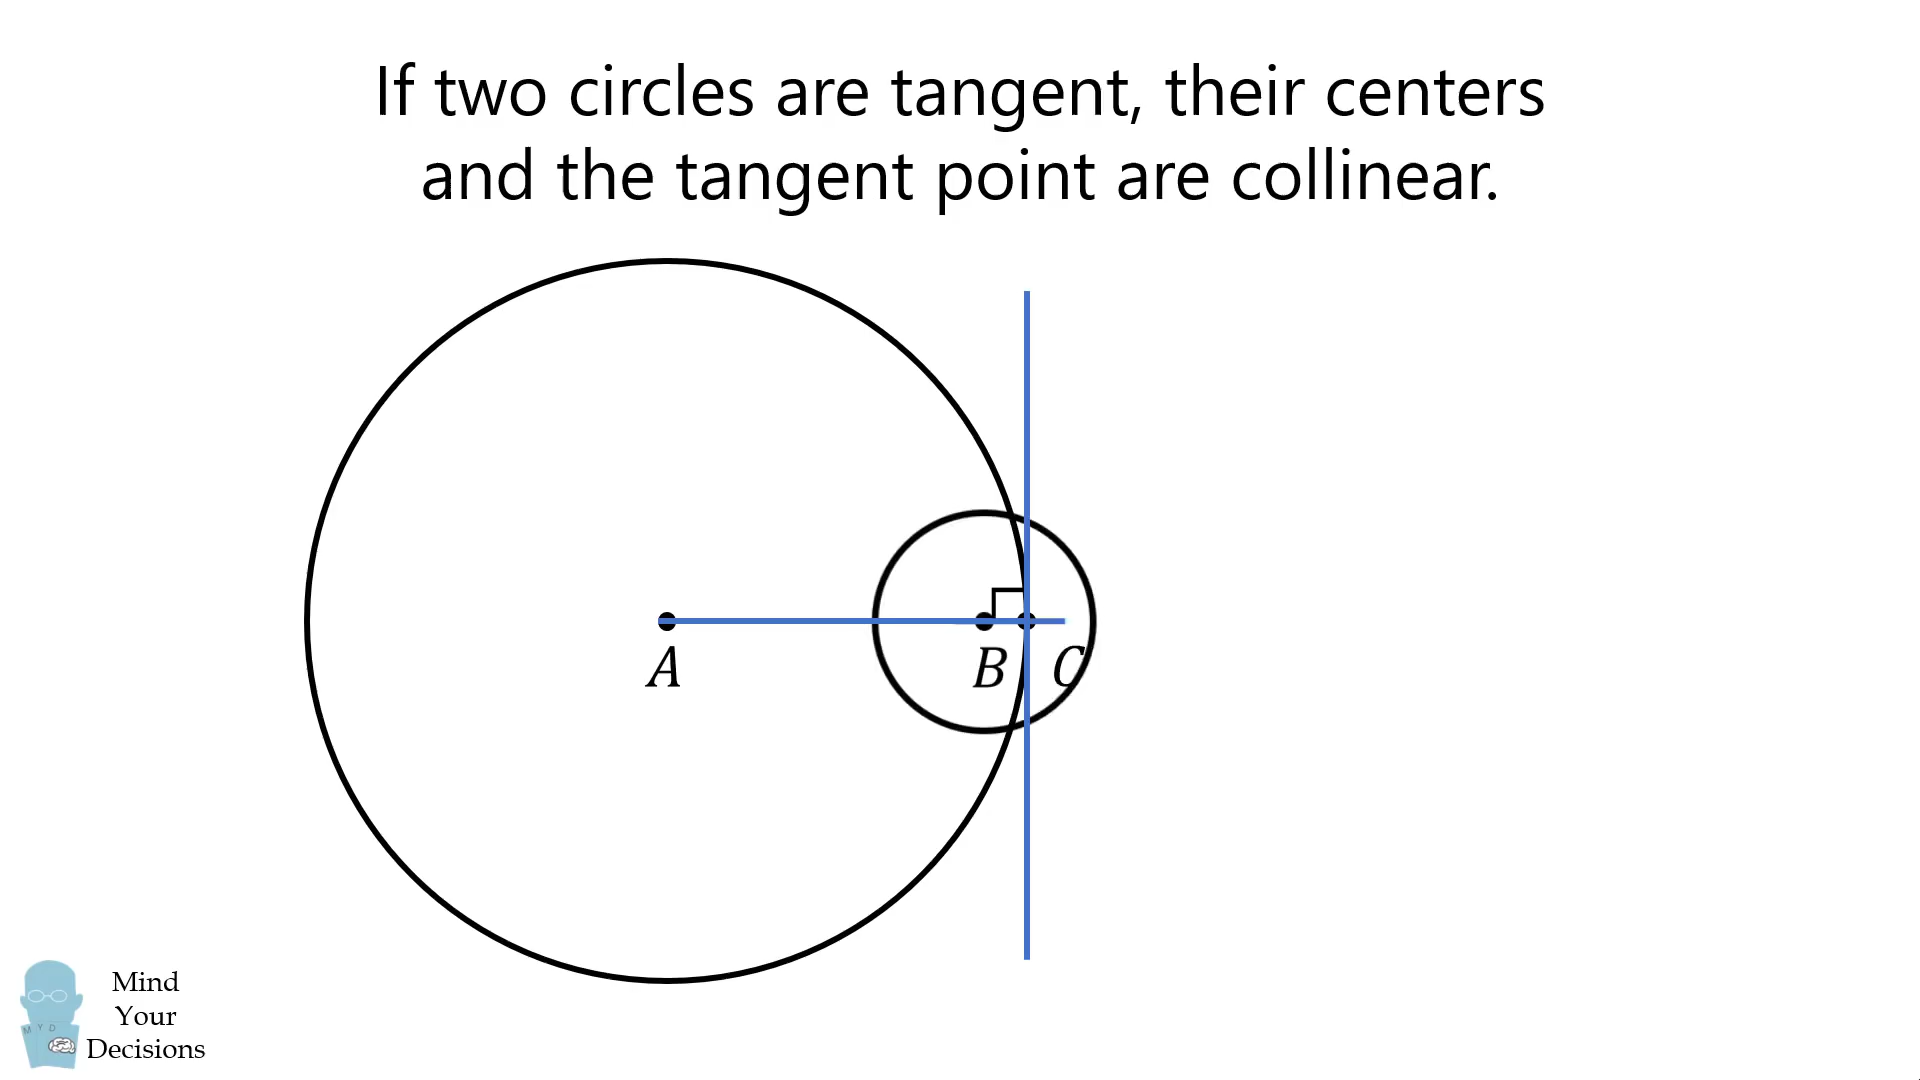 If two circles are tangent, their centers
and the tangent point are collinear.
A
B
C
M Y D
Mind
Your
Decisions